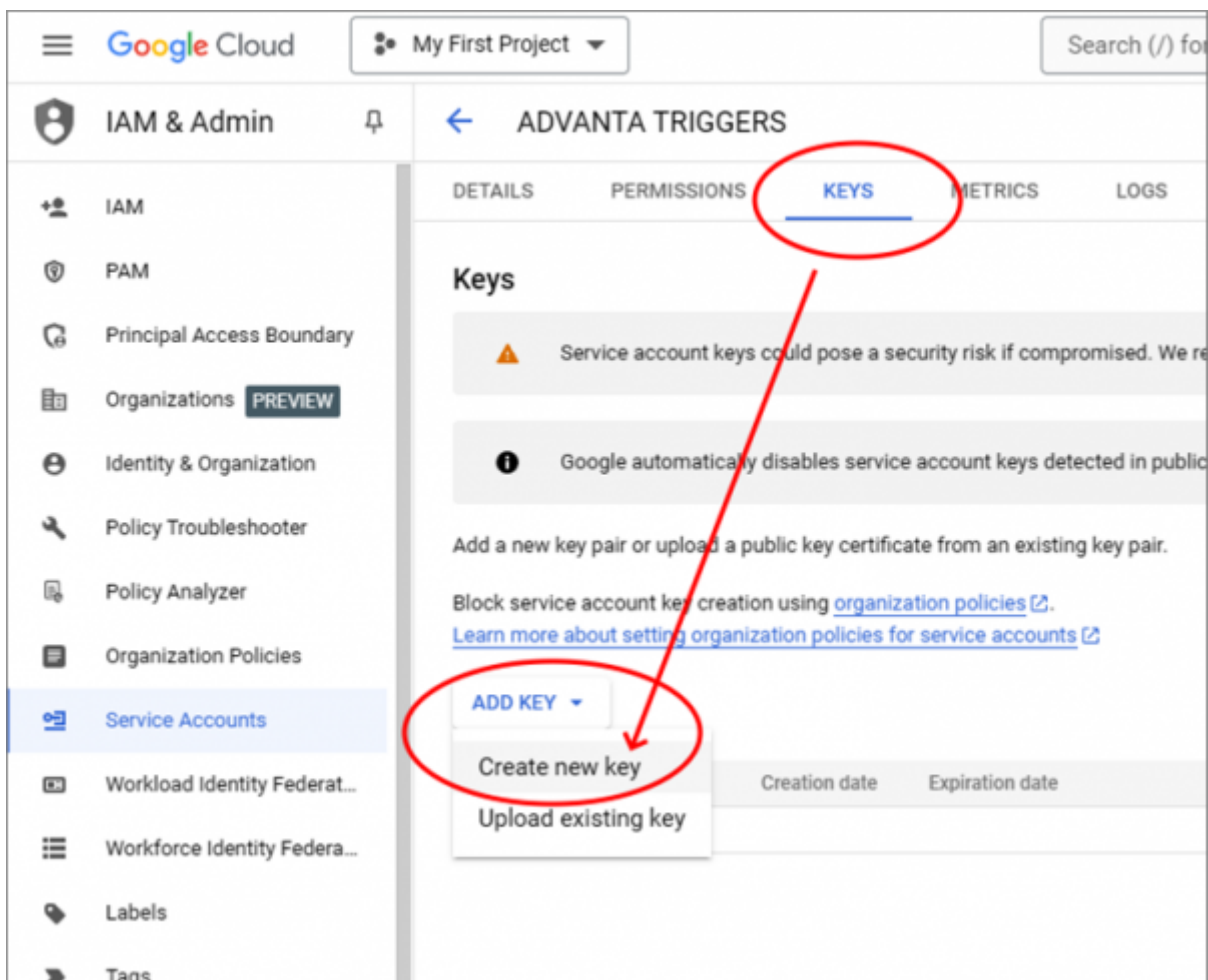 Google Cloud
My First Project
Search (/) for
IAM & Admin
ADVANTA TRIGGERS
DETAILS PERMISSIONS KEYS METRICS LOGS
IAM
PAM
Principal Access Boundary
Organizations PREVIEW
Identity & Organization
Policy Troubleshooter
Policy Analyzer
Organization Policies
Service Accounts
Workload Identity Federat...
Workforce Identity Federa...
Labels
Tags
Keys
Service account keys could pose a security risk if compromised. We re
Google automatically disables service account keys detected in public
Add a new key pair or upload a public key certificate from an existing key pair.
Block service account key creation using organization policies.
Learn more about setting organization policies for service accounts
ADD KEY
Create new key
Upload existing key
Creation date Expiration date